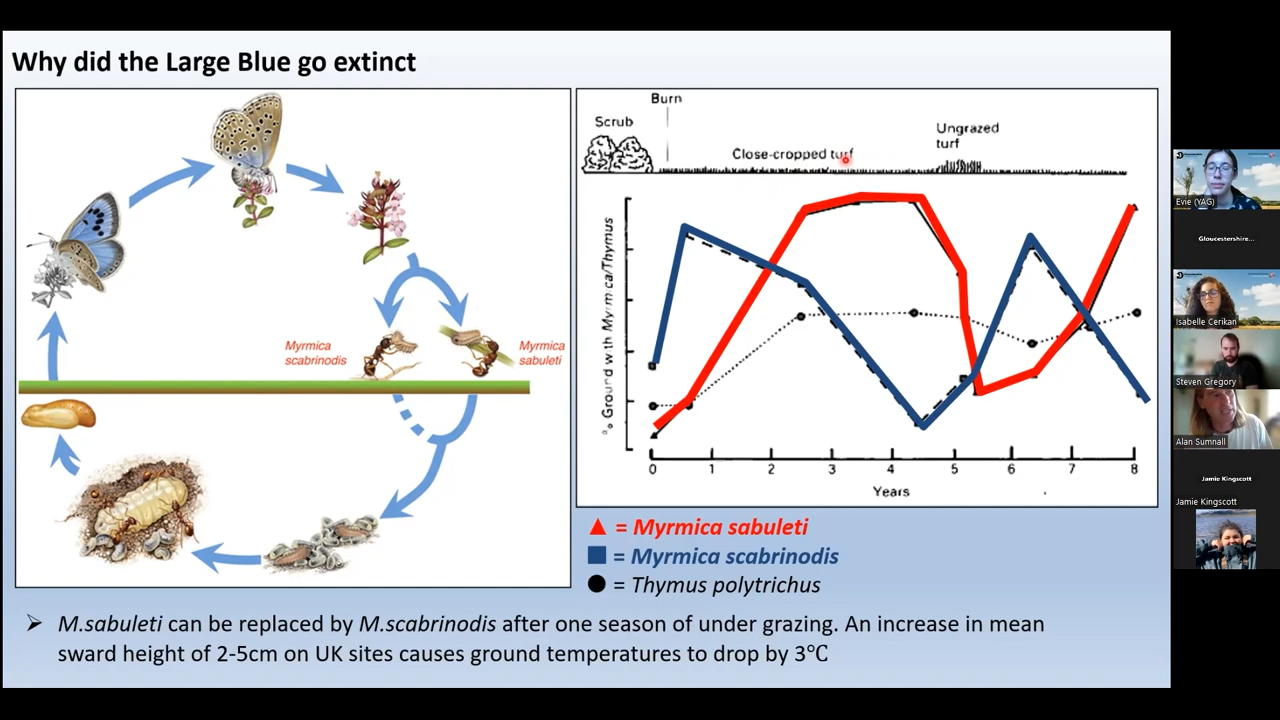 Why did the Large Blue go extinct
Myrmica
scabrinodis
Myrmica
sabuleti
Burn
Scrub
Close-cropped turf
Ungrazed
turf
% Ground with Myrmica/Thymus
0 1 2 3 4 5 6 7 8
Years
▲ = Myrmica sabuleti
■ = Myrmica scabrinodis
● = Thymus polytrichus
➢ M.sabuleti can be replaced by M.scabrinodis after one season of under grazing. An increase in mean
sward height of 2-5cm on UK sites causes ground temperatures to drop by 3℃
Evie (YAG)
Gloucestershire...
Isabelle Cerikan
Steven Gregory
Alan Sumnall
Jamie Kingscott
Jamie Kingscott